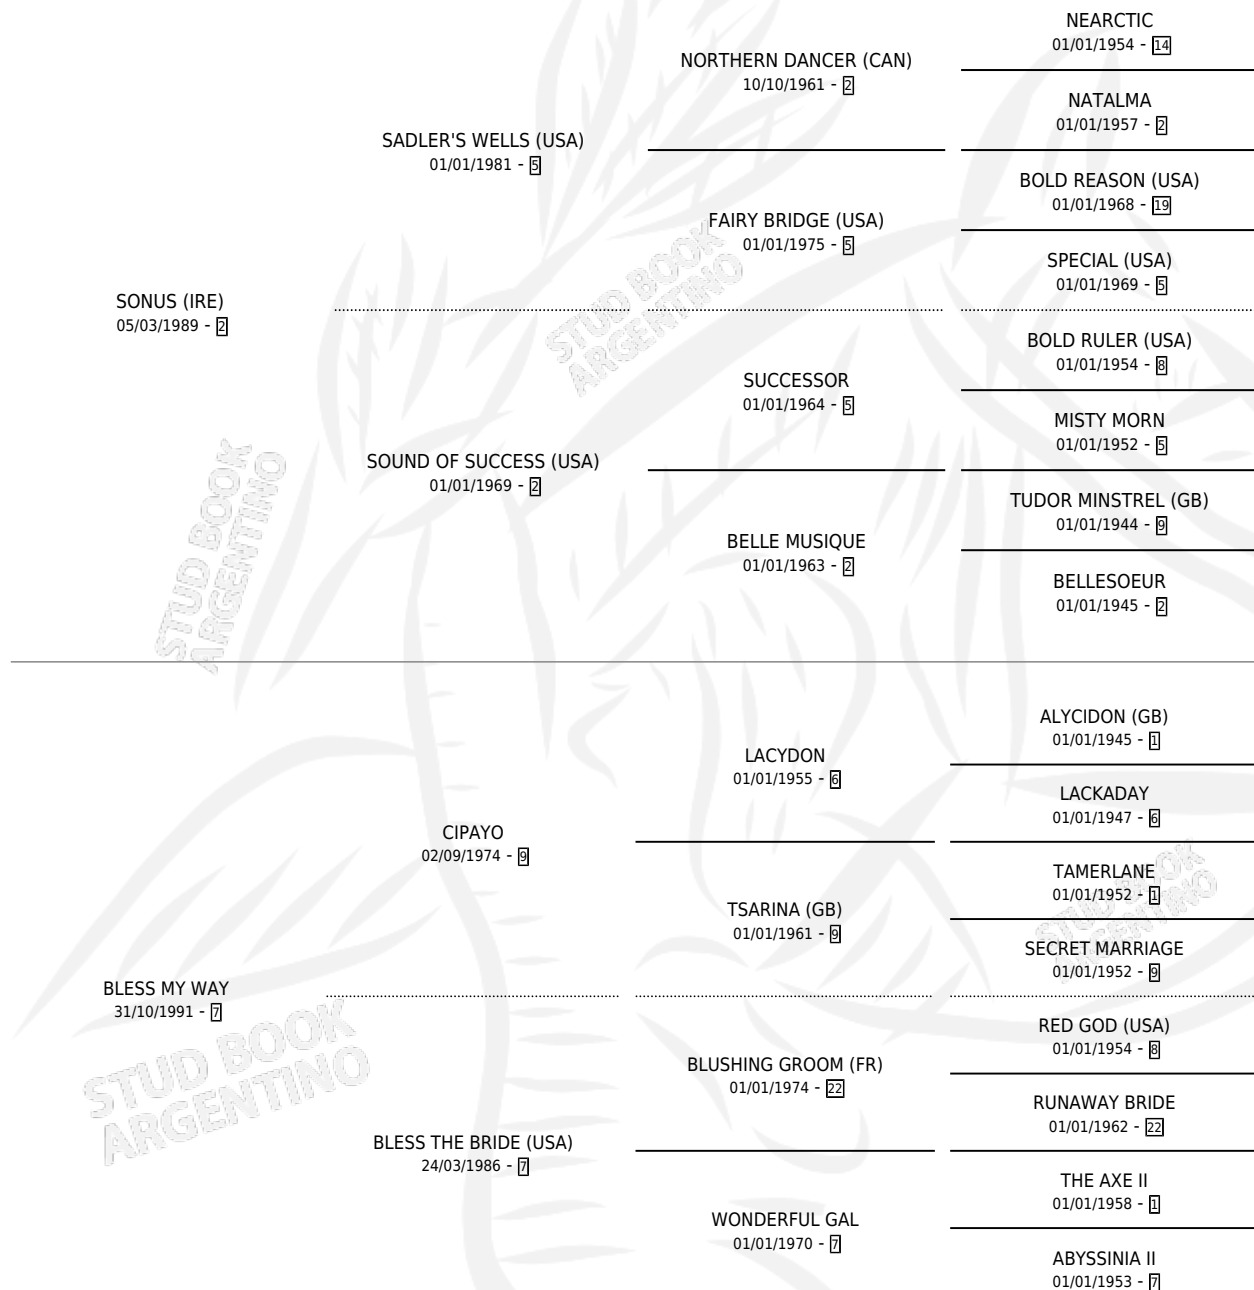 NEARCTIC
01/01/1954 - 14
NORTHERN DANCER (CAN)
10/10/1961 - 2
NATALMA
01/01/1957 - 2
SADLER'S WELLS (USA)
01/01/1981 - 5
BOLD REASON (USA)
01/01/1968 - 19
FAIRY BRIDGE (USA)
01/01/1975 - 5
SPECIAL (USA)
01/01/1969 - 5
SONUS (IRE)
05/03/1989 - 2
BOLD RULER (USA)
01/01/1954 - 8
SUCCESSOR
01/01/1964 - 5
MISTY MORN
01/01/1952 - 5
SOUND OF SUCCESS (USA)
01/01/1969 - 2
TUDOR MINSTREL (GB)
01/01/1944 - 9
BELLE MUSIQUE
01/01/1963 - 2
BELLESOEUR
01/01/1945 - 2
ALYCIDON (GB)
01/01/1945 - 1
LACYDON
01/01/1955 - 6
LACKADAY
01/01/1947 - 6
CIPAYO
02/09/1974 - 9
TAMERLANE
01/01/1952 - 1
TSARINA (GB)
01/01/1961 - 9
SECRET MARRIAGE
01/01/1952 - 9
BLESS MY WAY
31/10/1991 - 7
RED GOD (USA)
01/01/1954 - 8
BLUSHING GROOM (FR)
01/01/1974 - 22
RUNAWAY BRIDE
01/01/1962 - 22
BLESS THE BRIDE (USA)
24/03/1986 - 7
THE AXE II
01/01/1958 - 1
WONDERFUL GAL
01/01/1970 - 7
ABYSSINIA II
01/01/1953 - 7
STUD BOOK
ARGENTINO
STUD BOOK
ARGENTINO
STUD BOOK
ARGENTINO
STUD BOOK
ARGENTINO